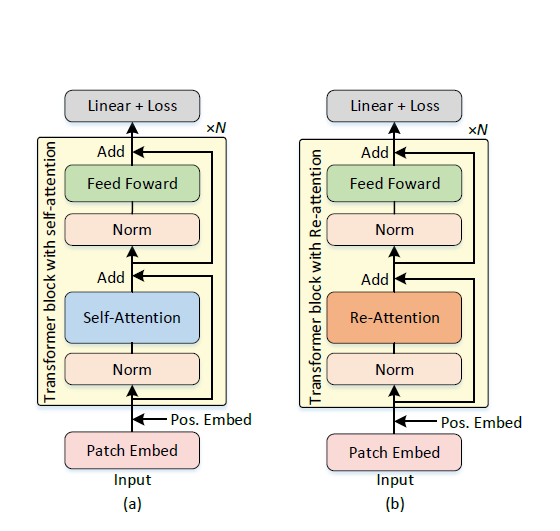 Linear + Loss
×N
Add
Feed Foward
Norm
Add
Self-Attention
Norm
Transformer block with self-attention
Pos. Embed
Patch Embed
Input
(a)
Linear + Loss
×N
Add
Feed Foward
Norm
Add
Re-Attention
Norm
Transformer block with Re-attention
Pos. Embed
Patch Embed
Input
(b)